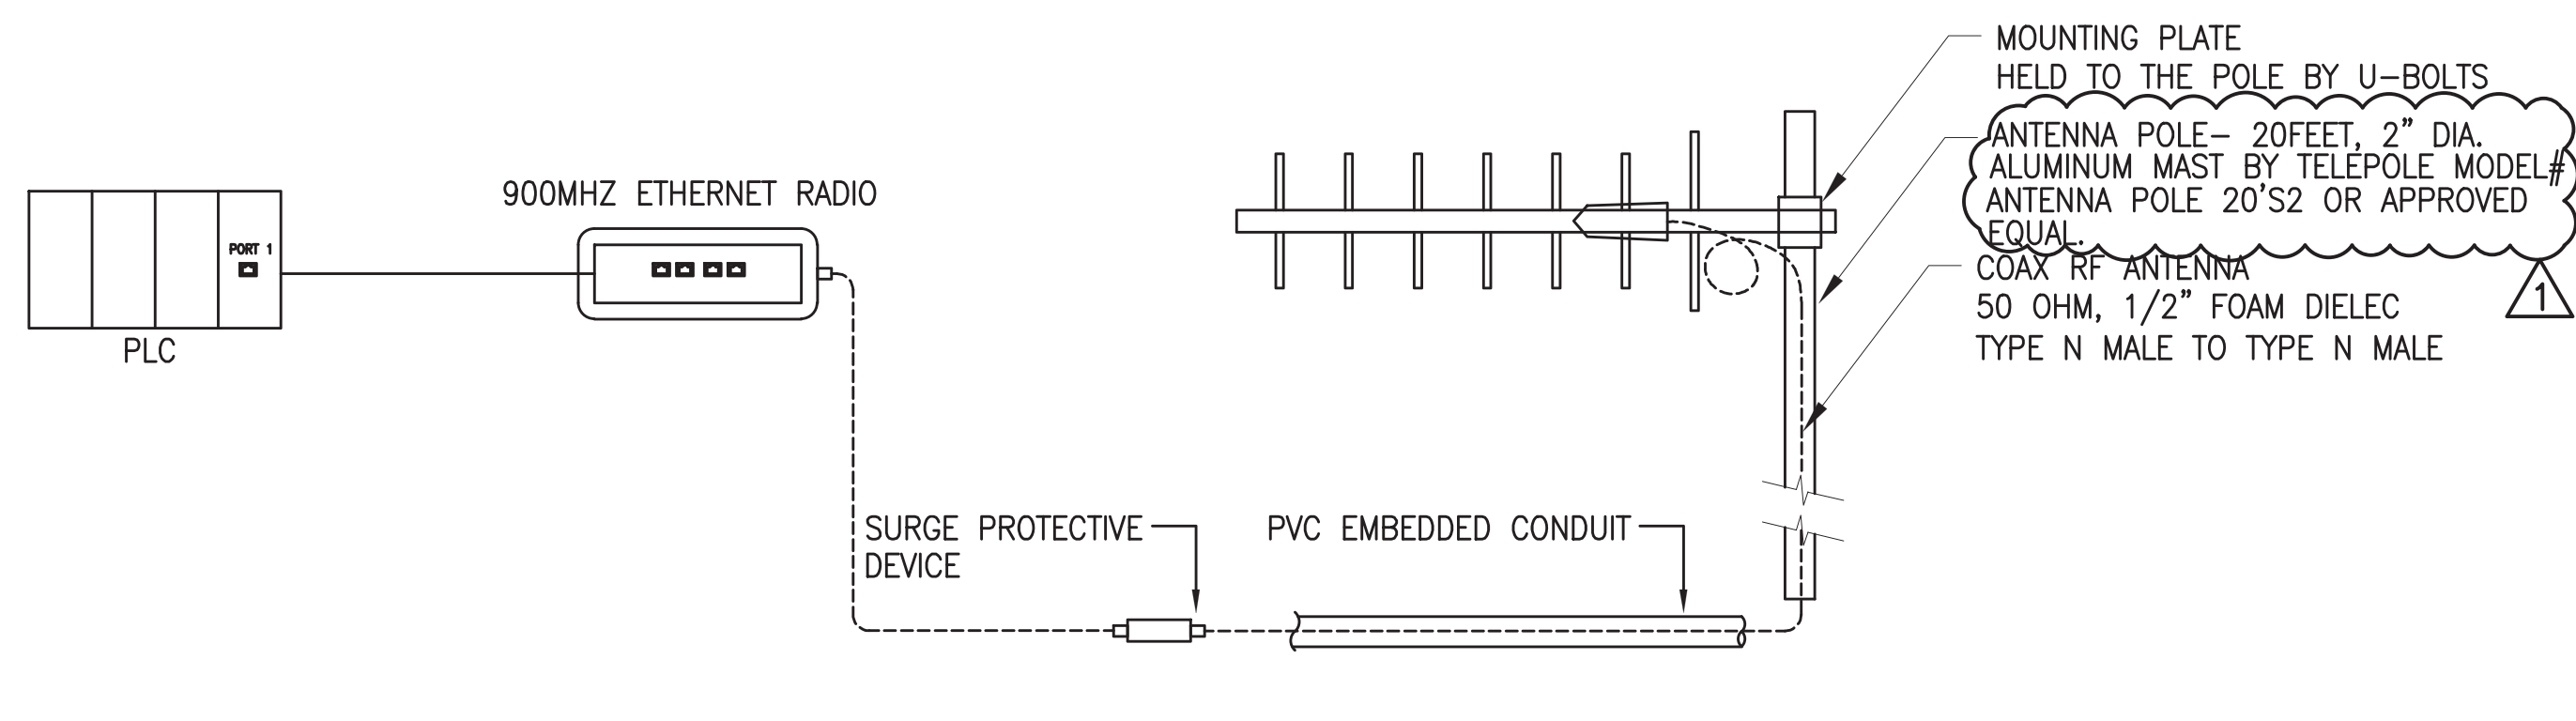 MOUNTING PLATE
HELD TO THE POLE BY U-BOLTS
ANTENNA POLE- 20FEET, 2" DIA.
ALUMINUM MAST BY TELEPOLE MODEL#
ANTENNA POLE 20'S2 OR APPROVED
EQUAL.
COAX RF ANTENNA
50 OHM, 1/2" FOAM DIELEC
TYPE N MALE TO TYPE N MALE
1
900MHZ ETHERNET RADIO
PORT 1
PLC
SURGE PROTECTIVE
DEVICE
PVC EMBEDDED CONDUIT